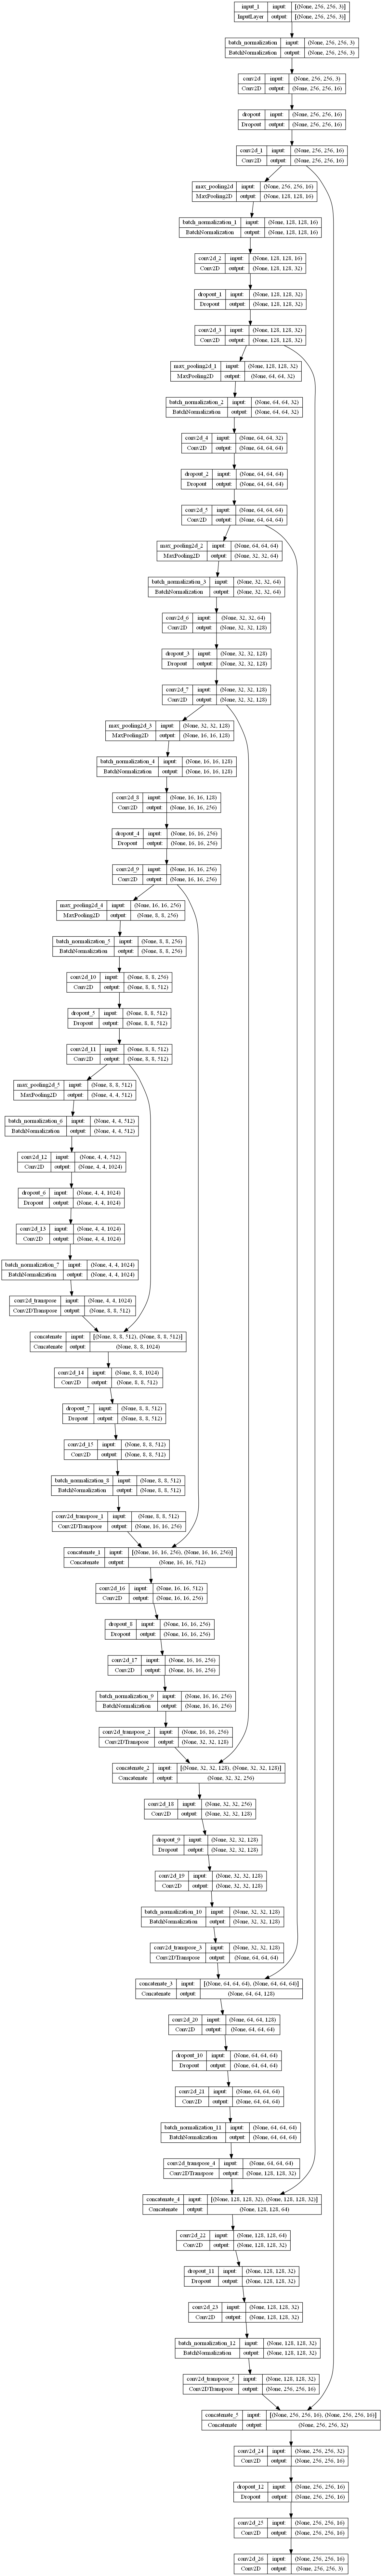 input_1 input: [(None, 256, 256, 3)]
InputLayer output: [(None, 256, 256, 3)]
batch_normalization input: (None, 256, 256, 3)
BatchNormalization output: (None, 256, 256, 3)
conv2d input: (None, 256, 256, 3)
Conv2D output: (None, 256, 256, 16)
dropout input: (None, 256, 256, 16)
Dropout output: (None, 256, 256, 16)
conv2d_1 input: (None, 256, 256, 16)
Conv2D output: (None, 256, 256, 16)
max_pooling2d input: (None, 256, 256, 16)
MaxPooling2D output: (None, 128, 128, 16)
batch_normalization_1 input: (None, 128, 128, 16)
BatchNormalization output: (None, 128, 128, 16)
conv2d_2 input: (None, 128, 128, 16)
Conv2D output: (None, 128, 128, 32)
dropout_1 input: (None, 128, 128, 32)
Dropout output: (None, 128, 128, 32)
conv2d_3 input: (None, 128, 128, 32)
Conv2D output: (None, 128, 128, 32)
max_pooling2d_1 input: (None, 128, 128, 32)
MaxPooling2D output: (None, 64, 64, 32)
batch_normalization_2 input: (None, 64, 64, 32)
BatchNormalization output: (None, 64, 64, 32)
conv2d_4 input: (None, 64, 64, 32)
Conv2D output: (None, 64, 64, 64)
dropout_2 input: (None, 64, 64, 64)
Dropout output: (None, 64, 64, 64)
conv2d_5 input: (None, 64, 64, 64)
Conv2D output: (None, 64, 64, 64)
max_pooling2d_2 input: (None, 64, 64, 64)
MaxPooling2D output: (None, 32, 32, 64)
batch_normalization_3 input: (None, 32, 32, 64)
BatchNormalization output: (None, 32, 32, 64)
conv2d_6 input: (None, 32, 32, 64)
Conv2D output: (None, 32, 32, 128)
dropout_3 input: (None, 32, 32, 128)
Dropout output: (None, 32, 32, 128)
conv2d_7 input: (None, 32, 32, 128)
Conv2D output: (None, 32, 32, 128)
max_pooling2d_3 input: (None, 32, 32, 128)
MaxPooling2D output: (None, 16, 16, 128)
batch_normalization_4 input: (None, 16, 16, 128)
BatchNormalization output: (None, 16, 16, 128)
conv2d_8 input: (None, 16, 16, 128)
Conv2D output: (None, 16, 16, 256)
dropout_4 input: (None, 16, 16, 256)
Dropout output: (None, 16, 16, 256)
conv2d_9 input: (None, 16, 16, 256)
Conv2D output: (None, 16, 16, 256)
max_pooling2d_4 input: (None, 16, 16, 256)
MaxPooling2D output: (None, 8, 8, 256)
batch_normalization_5 input: (None, 8, 8, 256)
BatchNormalization output: (None, 8, 8, 256)
conv2d_10 input: (None, 8, 8, 256)
Conv2D output: (None, 8, 8, 512)
dropout_5 input: (None, 8, 8, 512)
Dropout output: (None, 8, 8, 512)
conv2d_11 input: (None, 8, 8, 512)
Conv2D output: (None, 8, 8, 512)
max_pooling2d_5 input: (None, 8, 8, 512)
MaxPooling2D output: (None, 4, 4, 512)
batch_normalization_6 input: (None, 4, 4, 512)
BatchNormalization output: (None, 4, 4, 512)
conv2d_12 input: (None, 4, 4, 512)
Conv2D output: (None, 4, 4, 1024)
dropout_6 input: (None, 4, 4, 1024)
Dropout output: (None, 4, 4, 1024)
conv2d_13 input: (None, 4, 4, 1024)
Conv2D output: (None, 4, 4, 1024)
batch_normalization_7 input: (None, 4, 4, 1024)
BatchNormalization output: (None, 4, 4, 1024)
conv2d_transpose input: (None, 4, 4, 1024)
Conv2DTranspose output: (None, 8, 8, 512)
concatenate input: [(None, 8, 8, 512), (None, 8, 8, 512)]
Concatenate output: (None, 8, 8, 1024)
conv2d_14 input: (None, 8, 8, 1024)
Conv2D output: (None, 8, 8, 512)
dropout_7 input: (None, 8, 8, 512)
Dropout output: (None, 8, 8, 512)
conv2d_15 input: (None, 8, 8, 512)
Conv2D output: (None, 8, 8, 512)
batch_normalization_8 input: (None, 8, 8, 512)
BatchNormalization output: (None, 8, 8, 512)
conv2d_transpose_1 input: (None, 8, 8, 512)
Conv2DTranspose output: (None, 16, 16, 256)
concatenate_1 input: [(None, 16, 16, 256), (None, 16, 16, 256)]
Concatenate output: (None, 16, 16, 512)
conv2d_16 input: (None, 16, 16, 512)
Conv2D output: (None, 16, 16, 256)
dropout_8 input: (None, 16, 16, 256)
Dropout output: (None, 16, 16, 256)
conv2d_17 input: (None, 16, 16, 256)
Conv2D output: (None, 16, 16, 256)
batch_normalization_9 input: (None, 16, 16, 256)
BatchNormalization output: (None, 16, 16, 256)
conv2d_transpose_2 input: (None, 16, 16, 256)
Conv2DTranspose output: (None, 32, 32, 128)
concatenate_2 input: [(None, 32, 32, 128), (None, 32, 32, 128)]
Concatenate output: (None, 32, 32, 256)
conv2d_18 input: (None, 32, 32, 256)
Conv2D output: (None, 32, 32, 128)
dropout_9 input: (None, 32, 32, 128)
Dropout output: (None, 32, 32, 128)
conv2d_19 input: (None, 32, 32, 128)
Conv2D output: (None, 32, 32, 128)
batch_normalization_10 input: (None, 32, 32, 128)
BatchNormalization output: (None, 32, 32, 128)
conv2d_transpose_3 input: (None, 32, 32, 128)
Conv2DTranspose output: (None, 64, 64, 64)
concatenate_3 input: [(None, 64, 64, 64), (None, 64, 64, 64)]
Concatenate output: (None, 64, 64, 128)
conv2d_20 input: (None, 64, 64, 128)
Conv2D output: (None, 64, 64, 64)
dropout_10 input: (None, 64, 64, 64)
Dropout output: (None, 64, 64, 64)
conv2d_21 input: (None, 64, 64, 64)
Conv2D output: (None, 64, 64, 64)
batch_normalization_11 input: (None, 64, 64, 64)
BatchNormalization output: (None, 64, 64, 64)
conv2d_transpose_4 input: (None, 64, 64, 64)
Conv2DTranspose output: (None, 128, 128, 32)
concatenate_4 input: [(None, 128, 128, 32), (None, 128, 128, 32)]
Concatenate output: (None, 128, 128, 64)
conv2d_22 input: (None, 128, 128, 64)
Conv2D output: (None, 128, 128, 32)
dropout_11 input: (None, 128, 128, 32)
Dropout output: (None, 128, 128, 32)
conv2d_23 input: (None, 128, 128, 32)
Conv2D output: (None, 128, 128, 32)
batch_normalization_12 input: (None, 128, 128, 32)
BatchNormalization output: (None, 128, 128, 32)
conv2d_transpose_5 input: (None, 128, 128, 32)
Conv2DTranspose output: (None, 256, 256, 16)
concatenate_5 input: [(None, 256, 256, 16), (None, 256, 256, 16)]
Concatenate output: (None, 256, 256, 32)
conv2d_24 input: (None, 256, 256, 32)
Conv2D output: (None, 256, 256, 16)
dropout_12 input: (None, 256, 256, 16)
Dropout output: (None, 256, 256, 16)
conv2d_25 input: (None, 256, 256, 16)
Conv2D output: (None, 256, 256, 16)
conv2d_26 input: (None, 256, 256, 16)
Conv2D output: (None, 256, 256, 3)